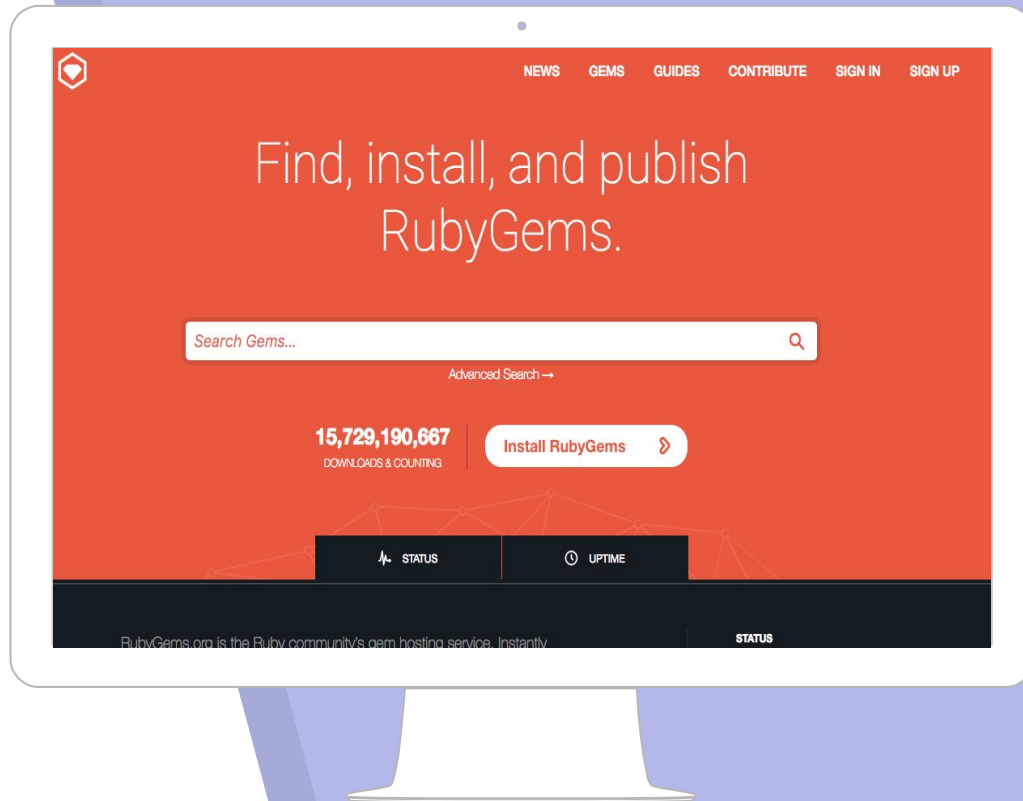 NEWS GEMS GUIDES CONTRIBUTE SIGN IN SIGN UP
Find, install, and publish
RubyGems.
Search Gems...
Advanced Search →
15,729,190,667
DOWNLOADS & COUNTING
Install RubyGems
STATUS UPTIME
RubyGems.org is the Ruby community's gem hosting service. Instantly
STATUS